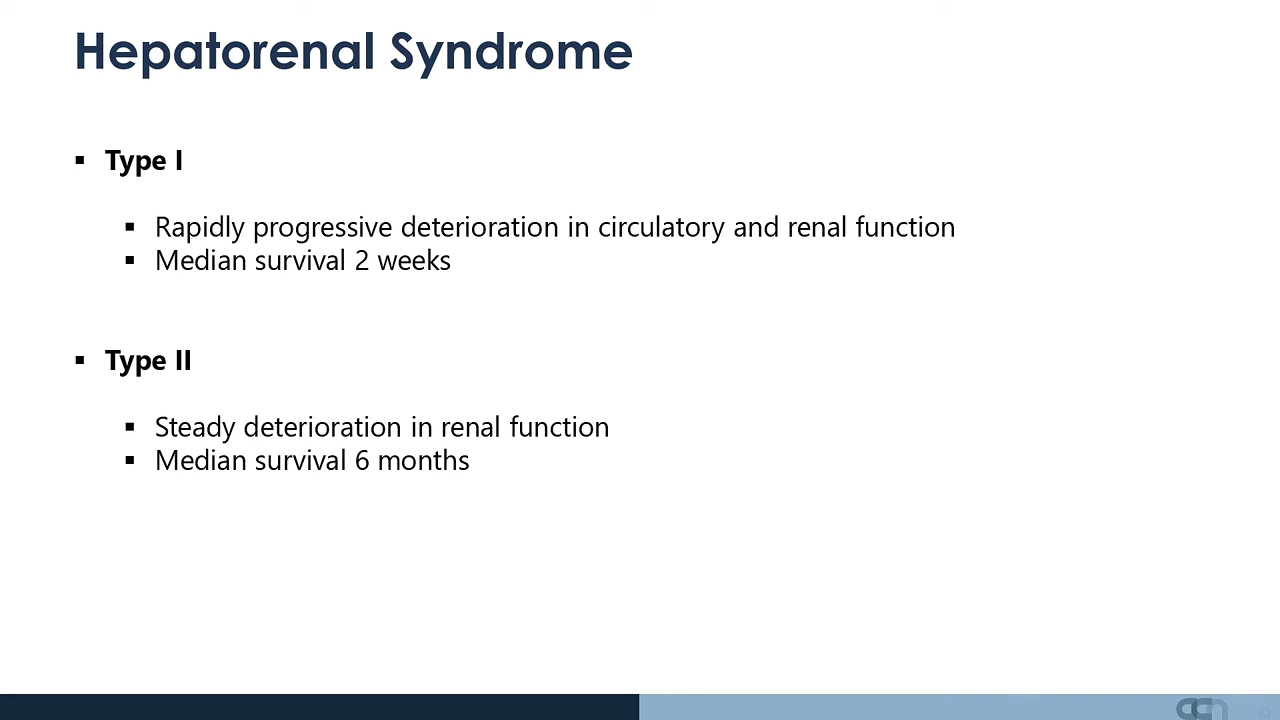 Hepatorenal Syndrome
▪ Type I
▪ Rapidly progressive deterioration in circulatory and renal function
▪ Median survival 2 weeks
▪ Type II
▪ Steady deterioration in renal function
▪ Median survival 6 months